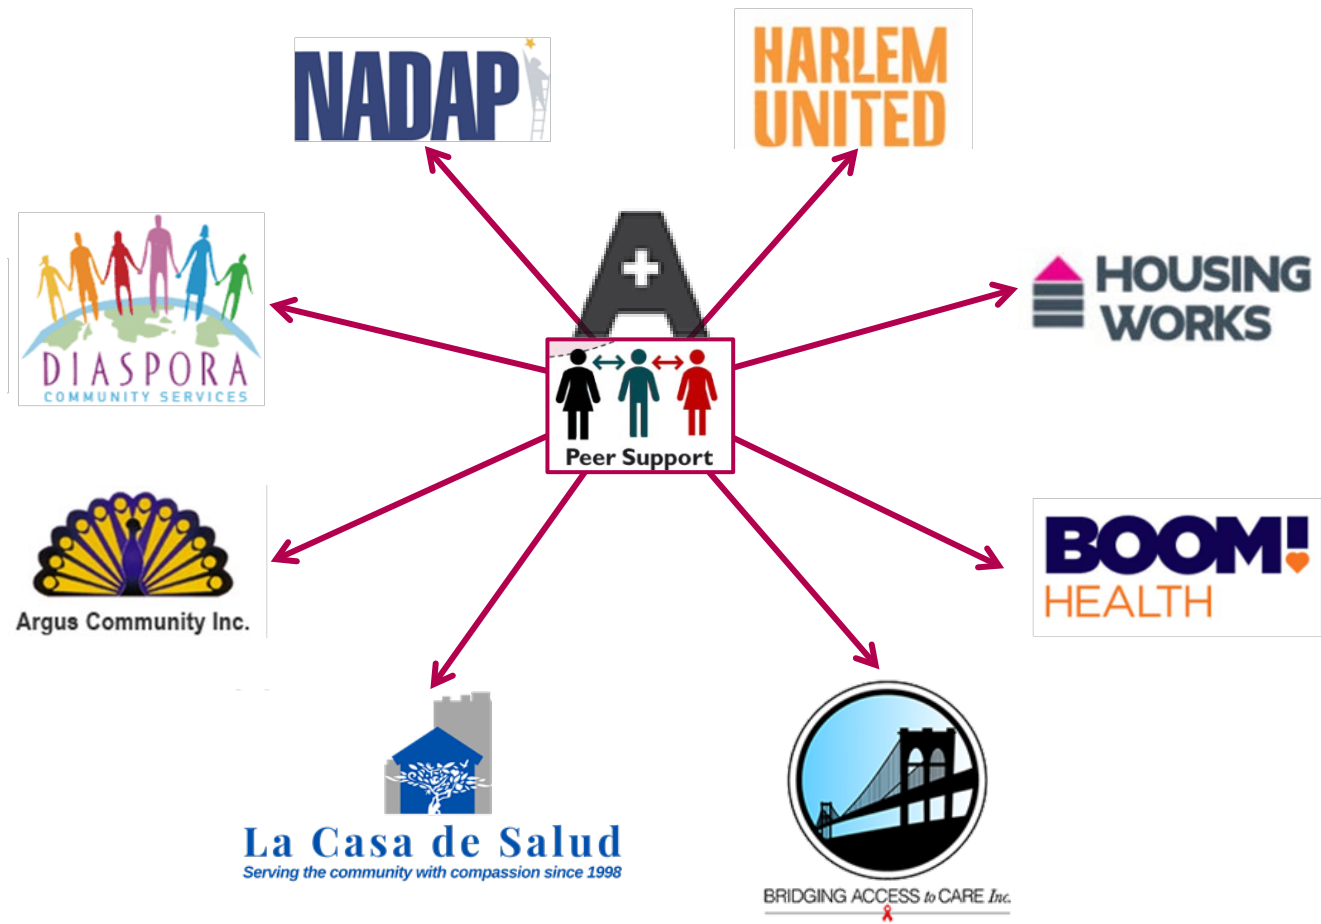 NADAP
HARLEM
UNITED
A
DIASPORA
COMMUNITY SERVICES
HOUSING
WORKS
Peer Support
Argus Community Inc.
BOOM!
HEALTH
La Casa de Salud
Serving the community with compassion since 1998
BRIDGING ACCESS to CARE Inc.